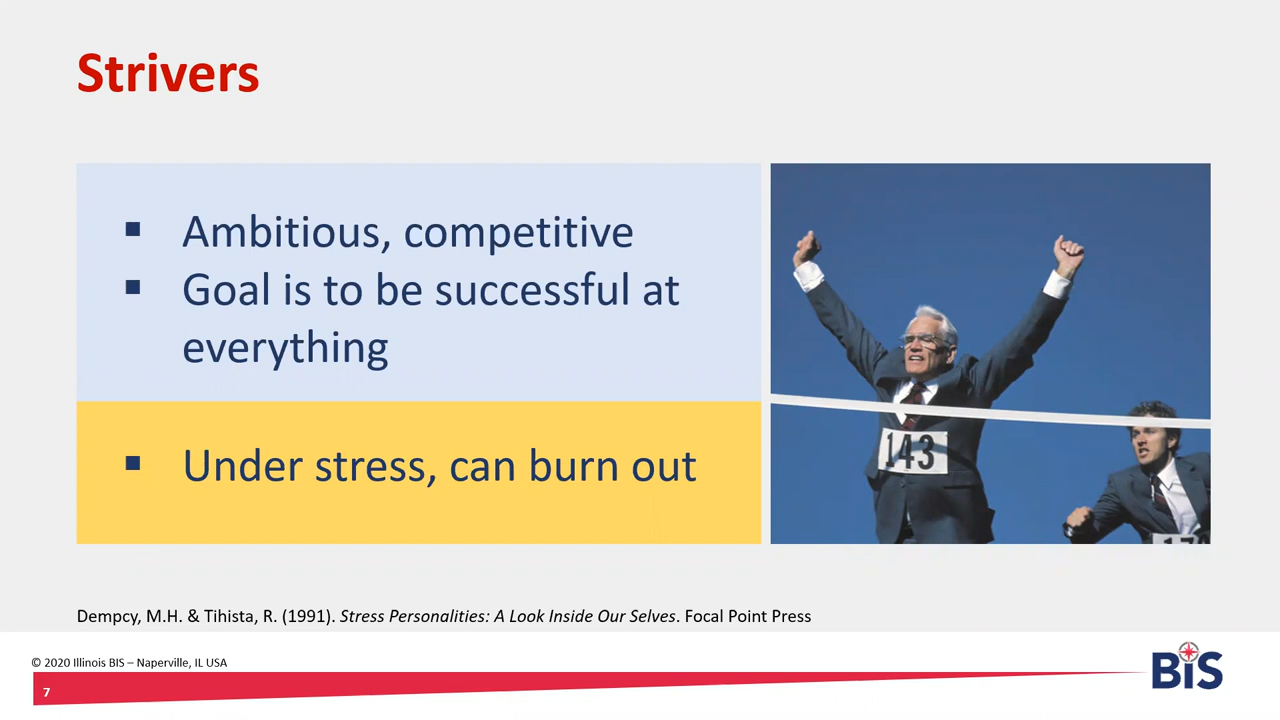 Strivers
▪ Ambitious, competitive
▪ Goal is to be successful at
everything
▪ Under stress, can burn out
143
Dempcy, M.H. & Tihista, R. (1991). Stress Personalities: A Look Inside Our Selves. Focal Point Press
© 2020 Illinois BIS – Naperville, IL USA
7
BIS